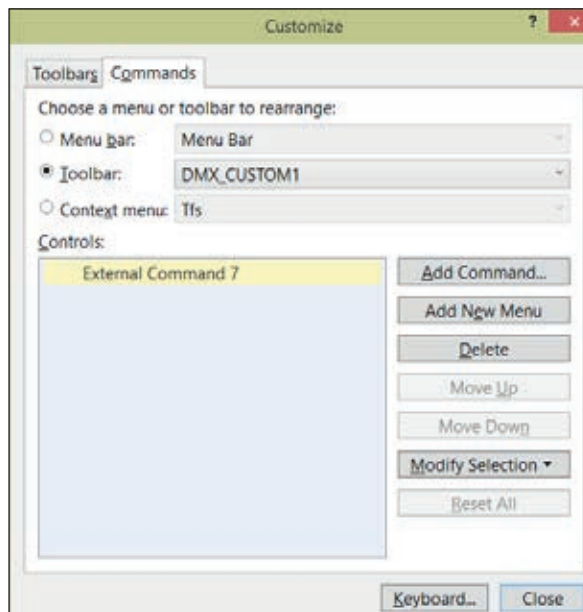 Customize ? ×
Toolbars Commands
Choose a menu or toolbar to rearrange:
Menu bar: Menu Bar
Toolbar: DMX_CUSTOM1
Context menu: Tfs
Controls:
External Command 7
Add Command...
Add New Menu
Delete
Move Up
Move Down
Modify Selection
Reset All
Keyboard... Close